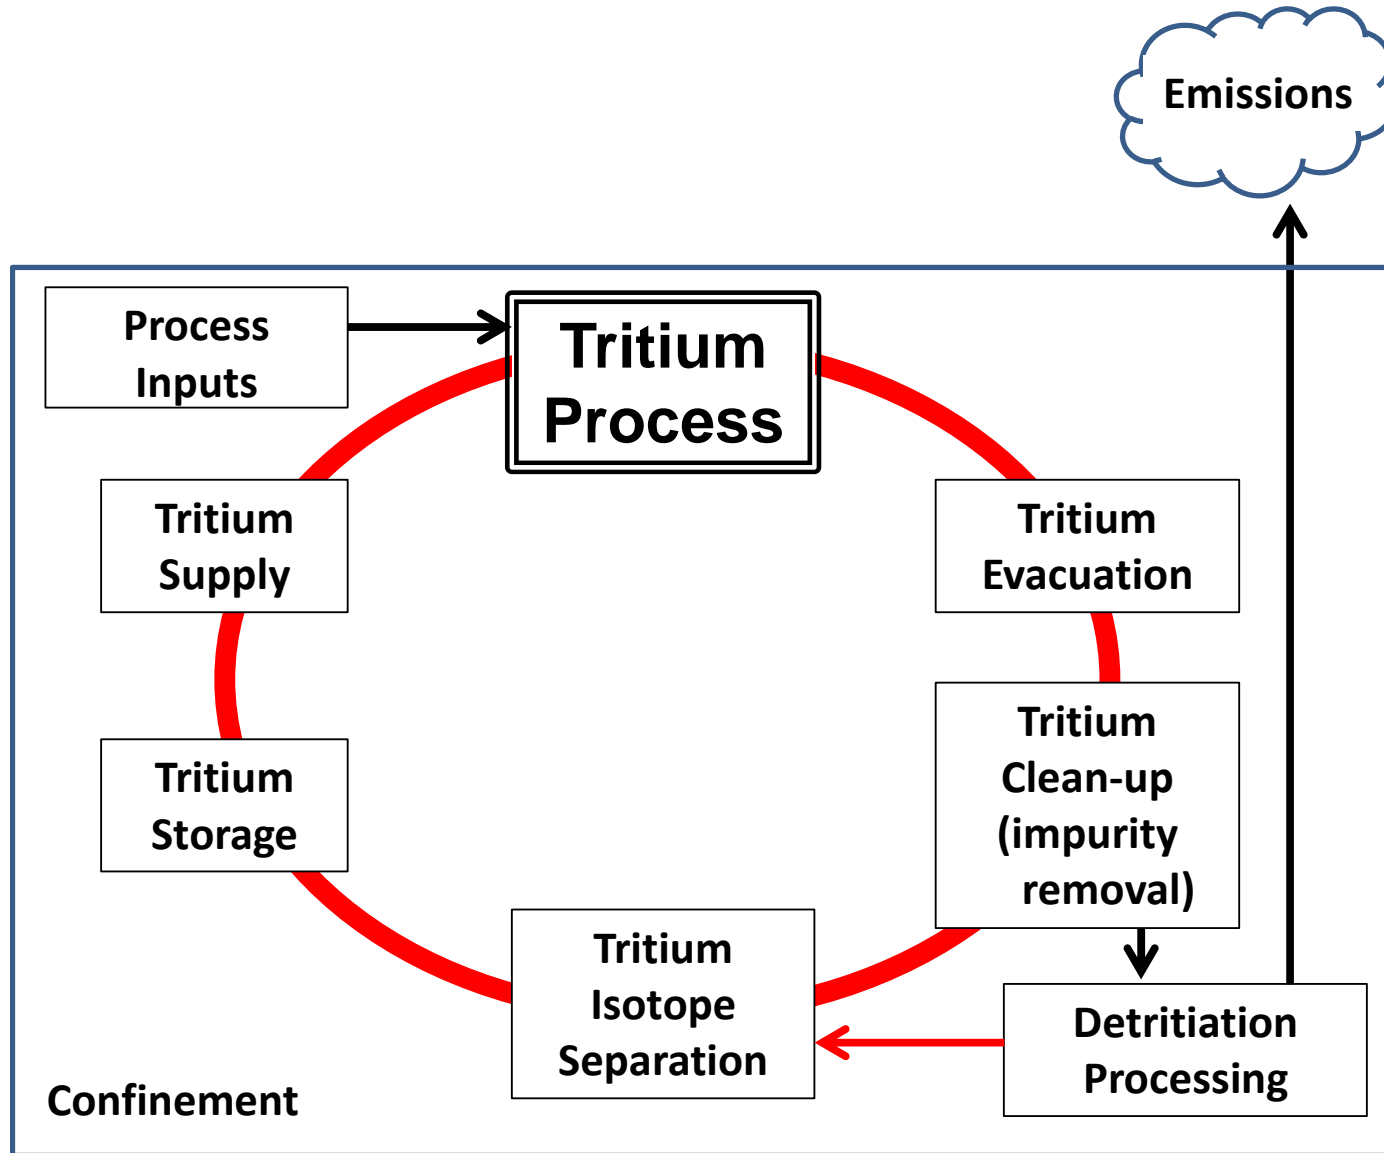 Emissions
Process
Inputs
Tritium
Process
Tritium
Supply
Tritium
Evacuation
Tritium
Clean-up
(impurity
removal)
Tritium
Storage
Tritium
Isotope
Separation
Detritiation
Processing
Confinement